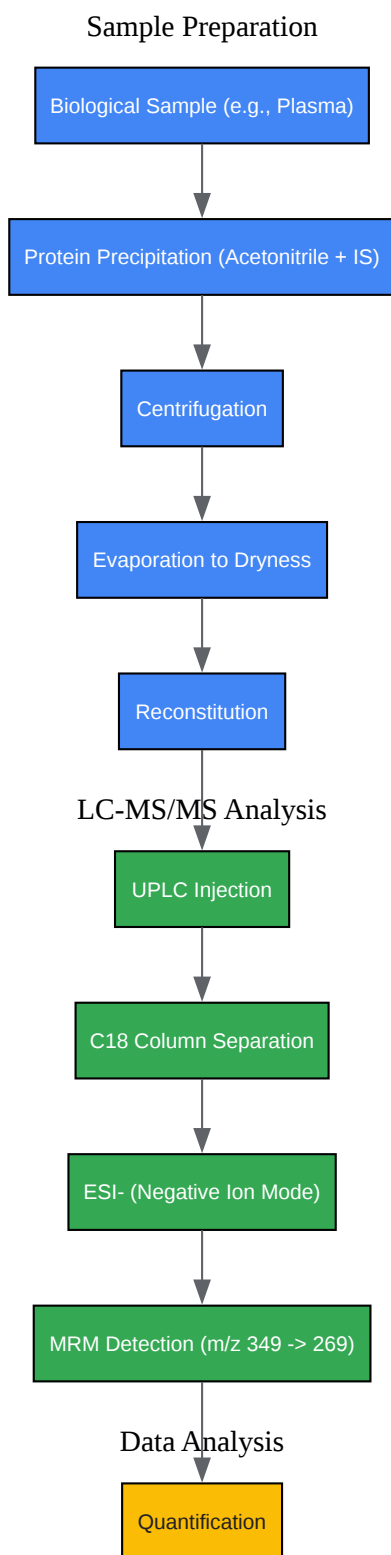 Sample Preparation
Biological Sample (e.g., Plasma)
Protein Precipitation (Acetonitrile + IS)
Centrifugation
Evaporation to Dryness
Reconstitution
LC-MS/MS Analysis
UPLC Injection
C18 Column Separation
ESI- (Negative Ion Mode)
MRM Detection (m/z 349 -> 269)
Data Analysis
Quantification